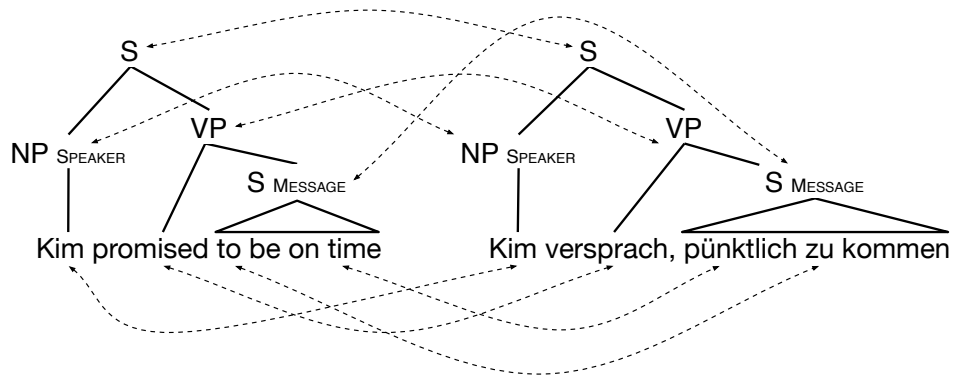 S S
VP VP
NP SPEAKER NP SPEAKER
S MESSAGE S MESSAGE
Kim promised to be on time Kim versprach, pünktlich zu kommen